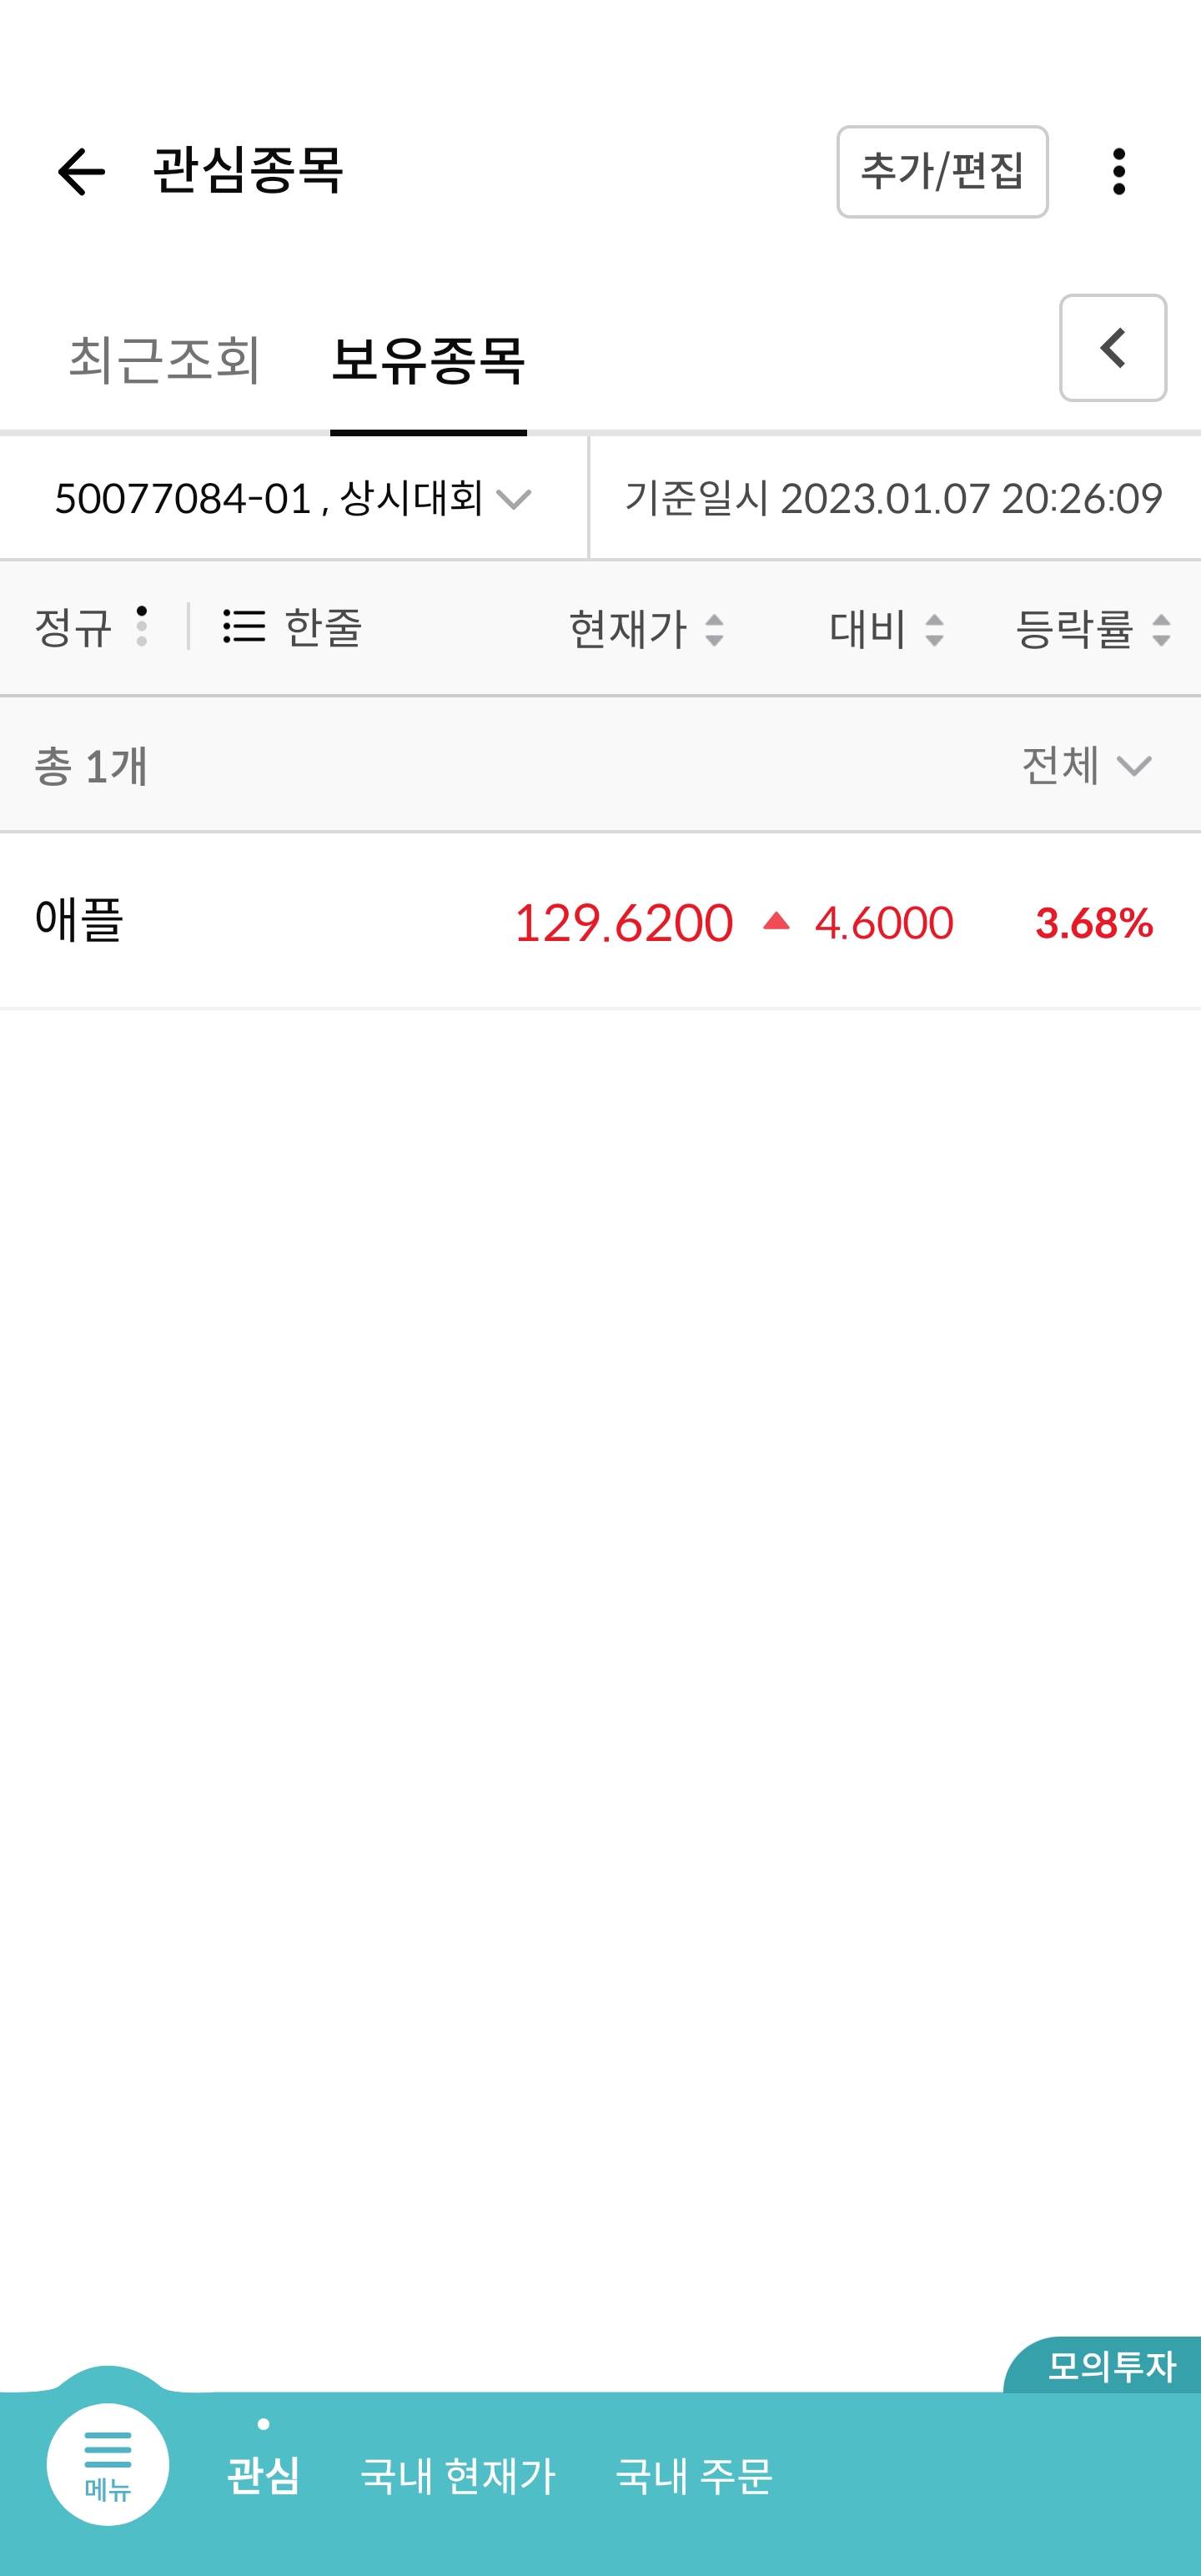 관심종목 추가/편집
최근조회 보유종목
50077084-01 , 상시대회 기준일시 2023.01.07 20:26:09
정규 한줄 현재가 대비 등락률
총 1개 전체
애플 129.6200 ▲ 4.6000 3.68%
모의투자
메뉴 관심 국내 현재가 국내 주문